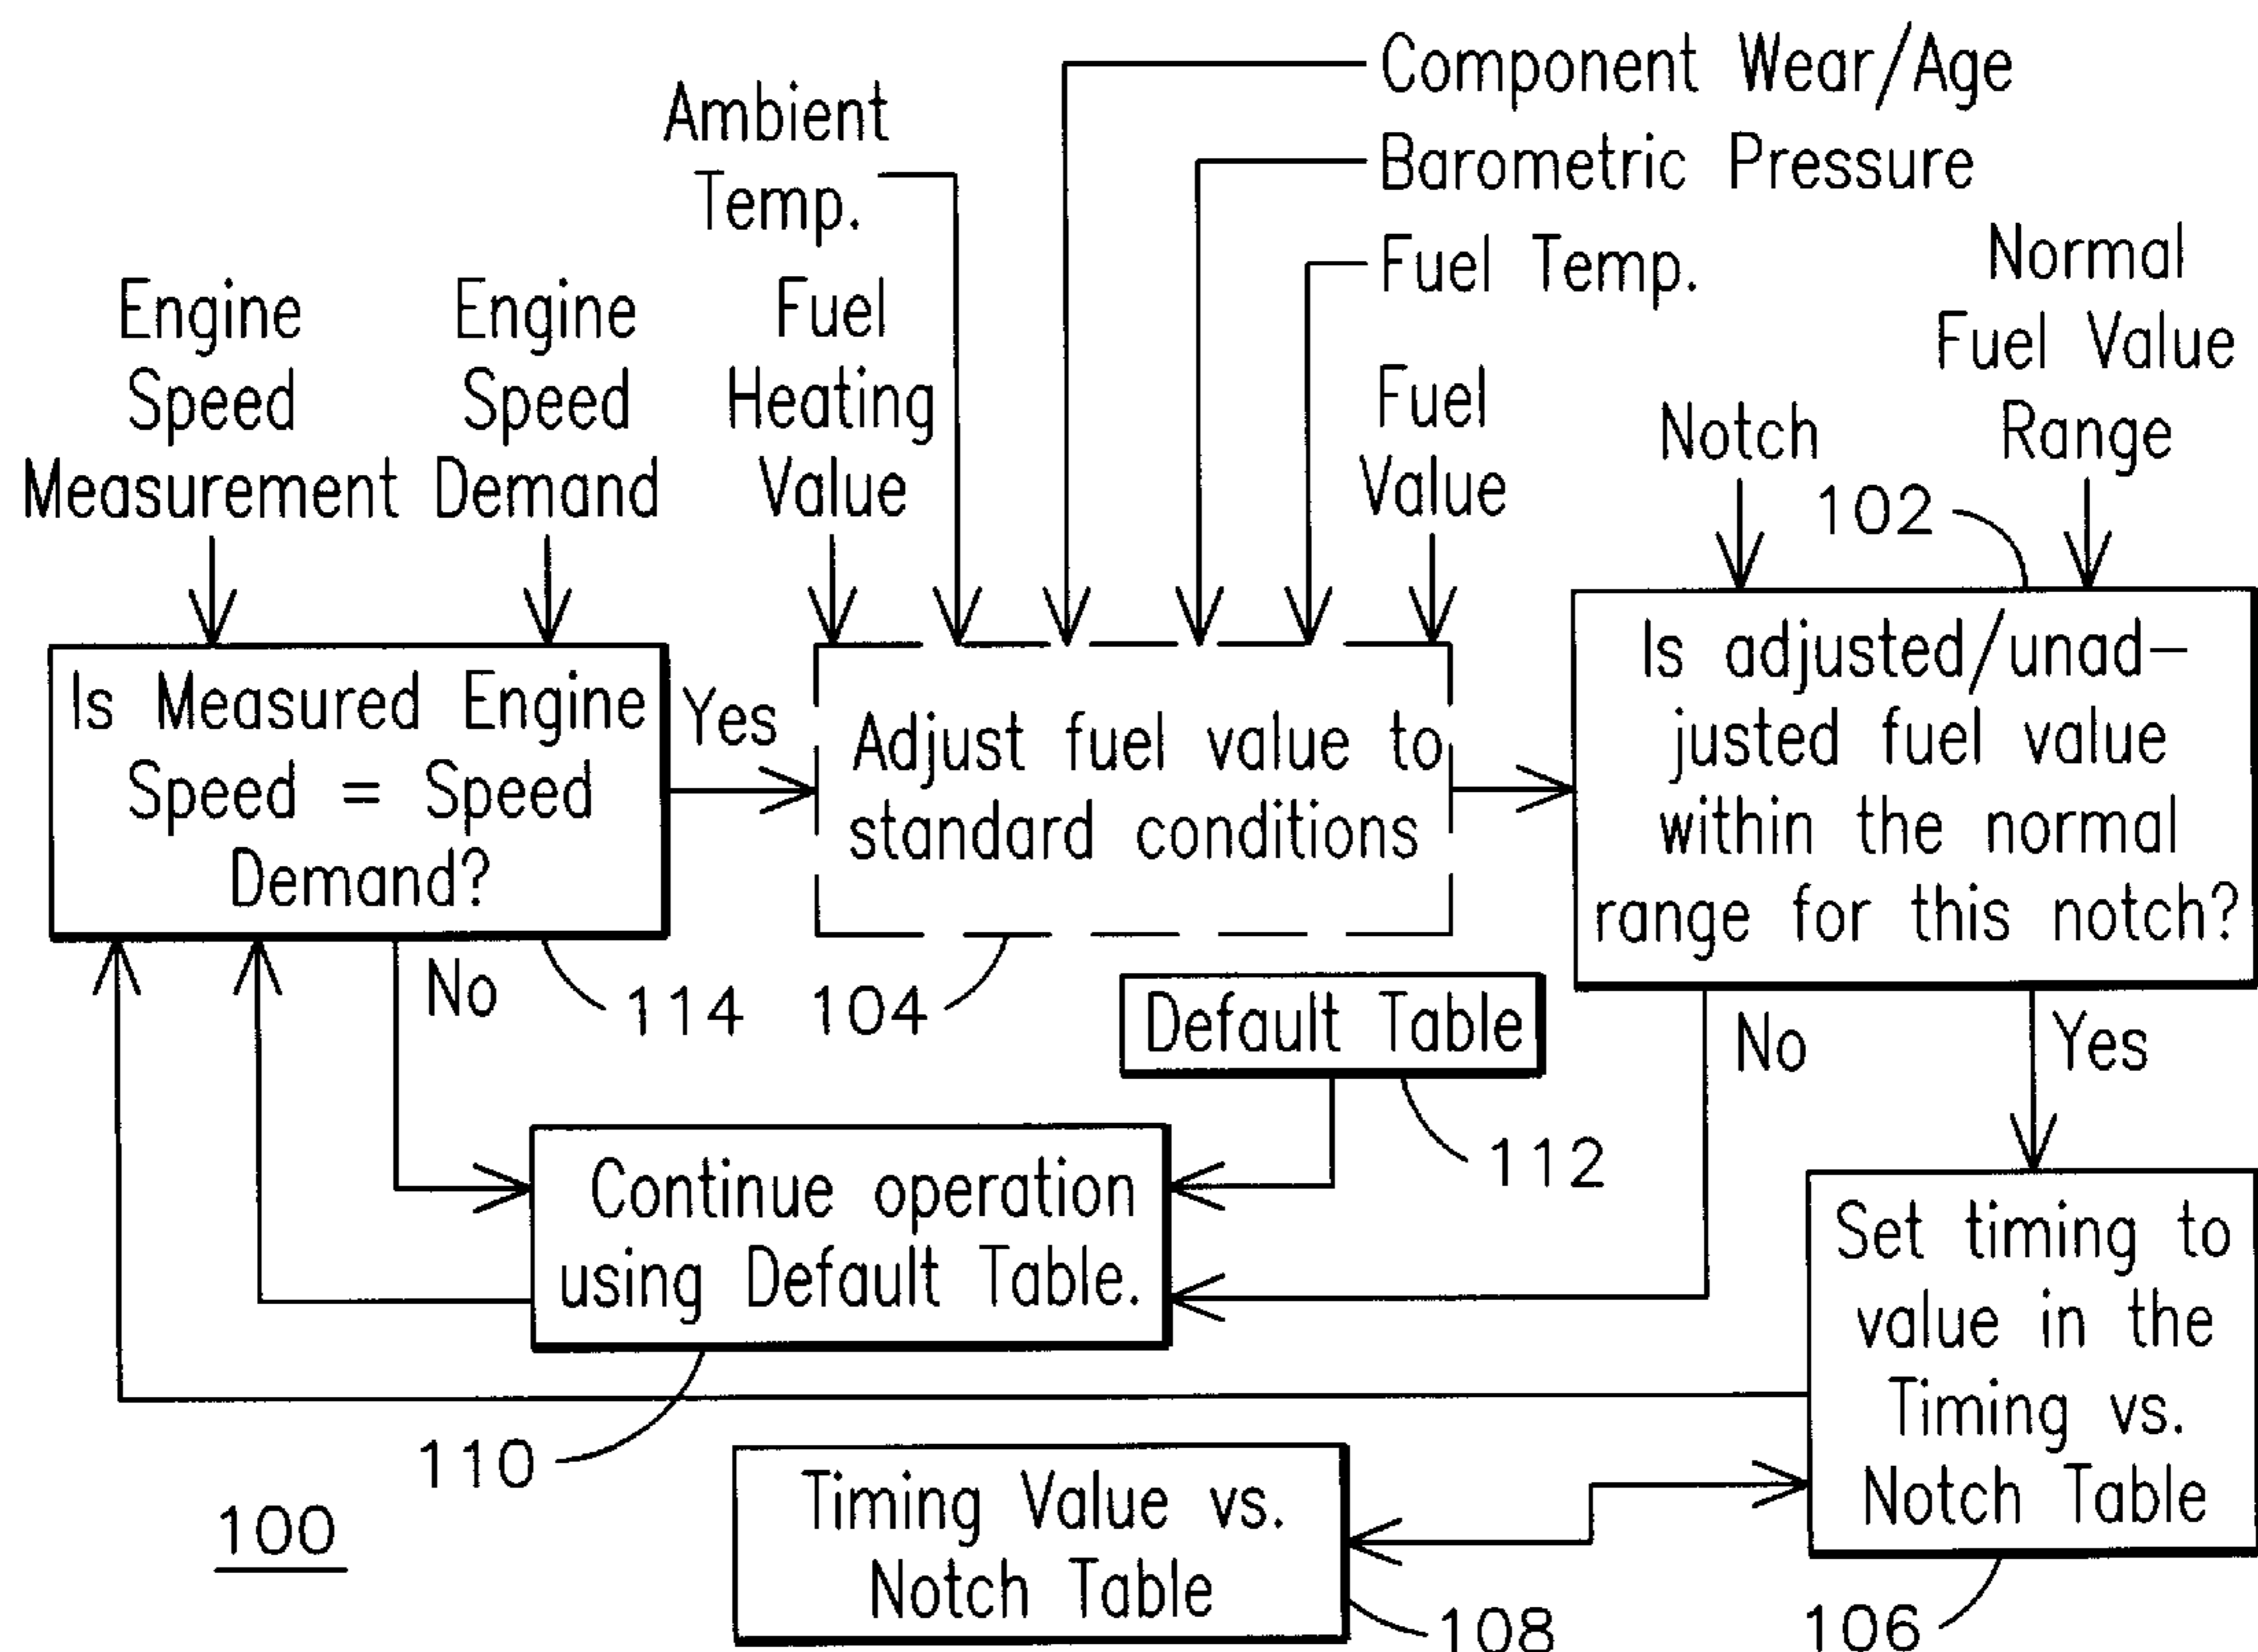 Component Wear/Age
Barometric Pressure
Fuel Temp.
Ambient
Temp.
Engine
Speed
Measurement
Engine
Speed
Demand
Fuel
Heating
Value
Fuel
Value
Notch
Normal
Fuel Value
Range
102
Is Measured Engine
Speed = Speed
Demand?
Yes
Adjust fuel value to
standard conditions
Is adjusted/unad-
justed fuel value
within the normal
range for this notch?
No
114
104
Default Table
No
Yes
112
Continue operation
using Default Table.
Set timing to
value in the
Timing vs.
Notch Table
110
100
Timing Value vs.
Notch Table
108
106